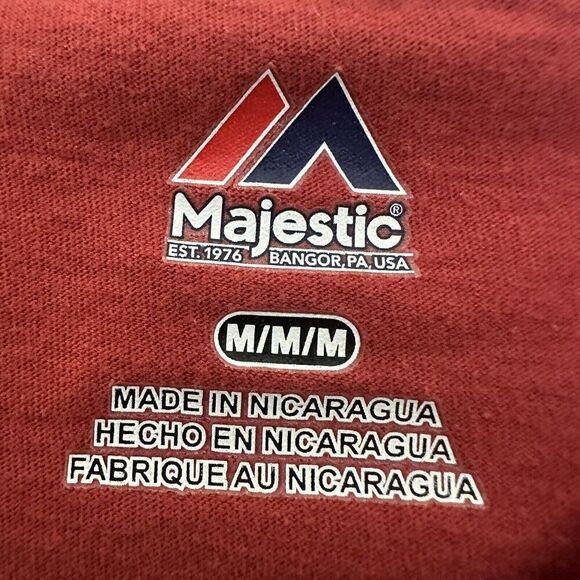 Majestic®
EST. 1976 BANGOR, PA, USA
M/M/M
MADE IN NICARAGUA
HECHO EN NICARAGUA
FABRIQUE AU NICARAGUA